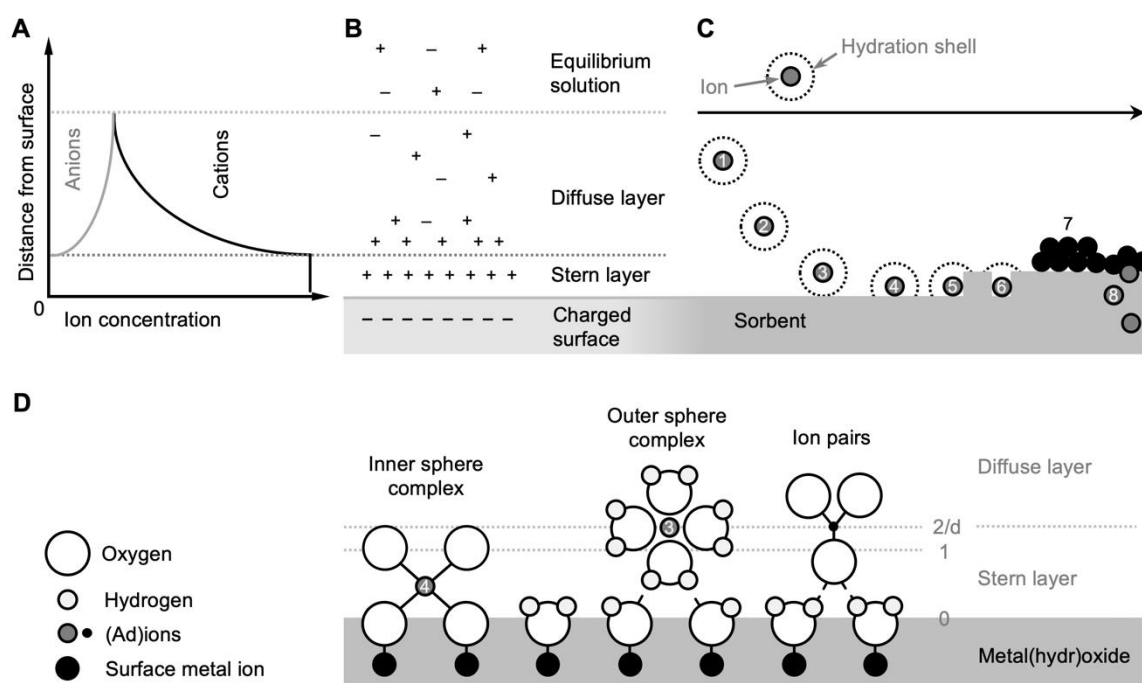 A
Distance from surface
0
Anions
Cations
Ion concentration
B
+ – +
– + –
– +
+
– +
+ – +
+ + + + +
+ + + + + + + +
– – – – – – – –
Equilibrium
solution
Diffuse layer
Stern layer
Charged
surface
C
Hydration shell
Ion
1
2
3
4
5
6
7
8
Sorbent
D
Inner sphere
complex
Outer sphere
complex
Ion pairs
4
3
Diffuse layer
2/d
1
Stern layer
0
Metal(hydr)oxide
Oxygen
Hydrogen
(Ad)ions
Surface metal ion